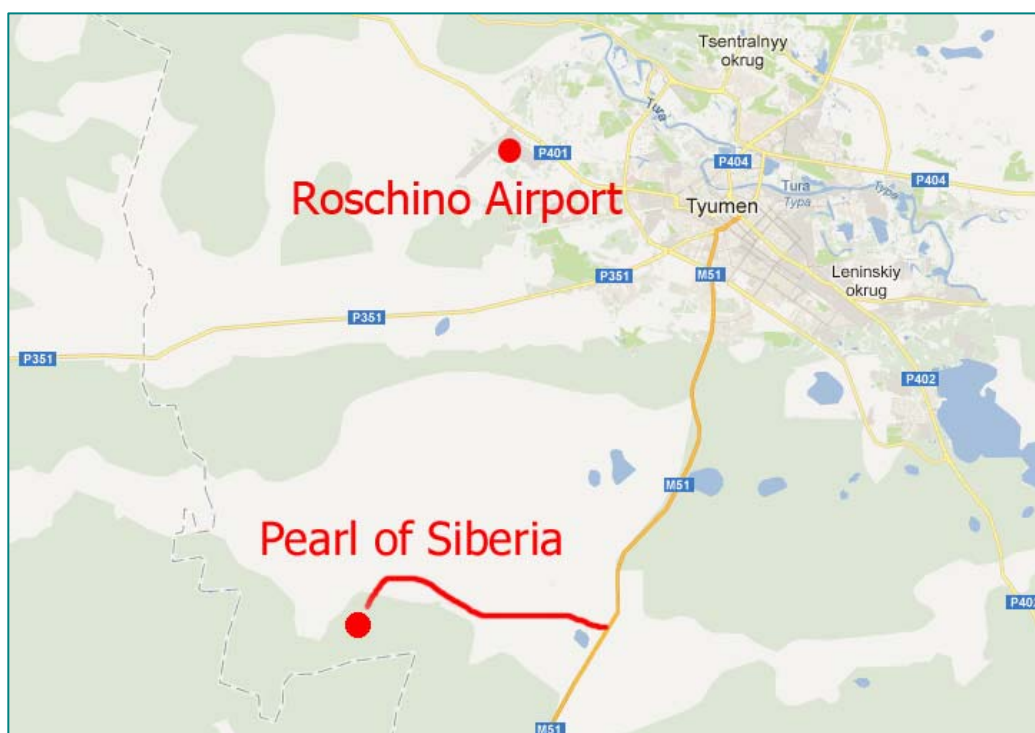 Tsentralnyy
okrug
Tura
P401
P404
Roschino Airport
Tura
Тура
Тура
P404
Tyumen
Leninskiy
okrug
P351
M51
P351
P351
P402
M51
Pearl of Siberia
P402
M51